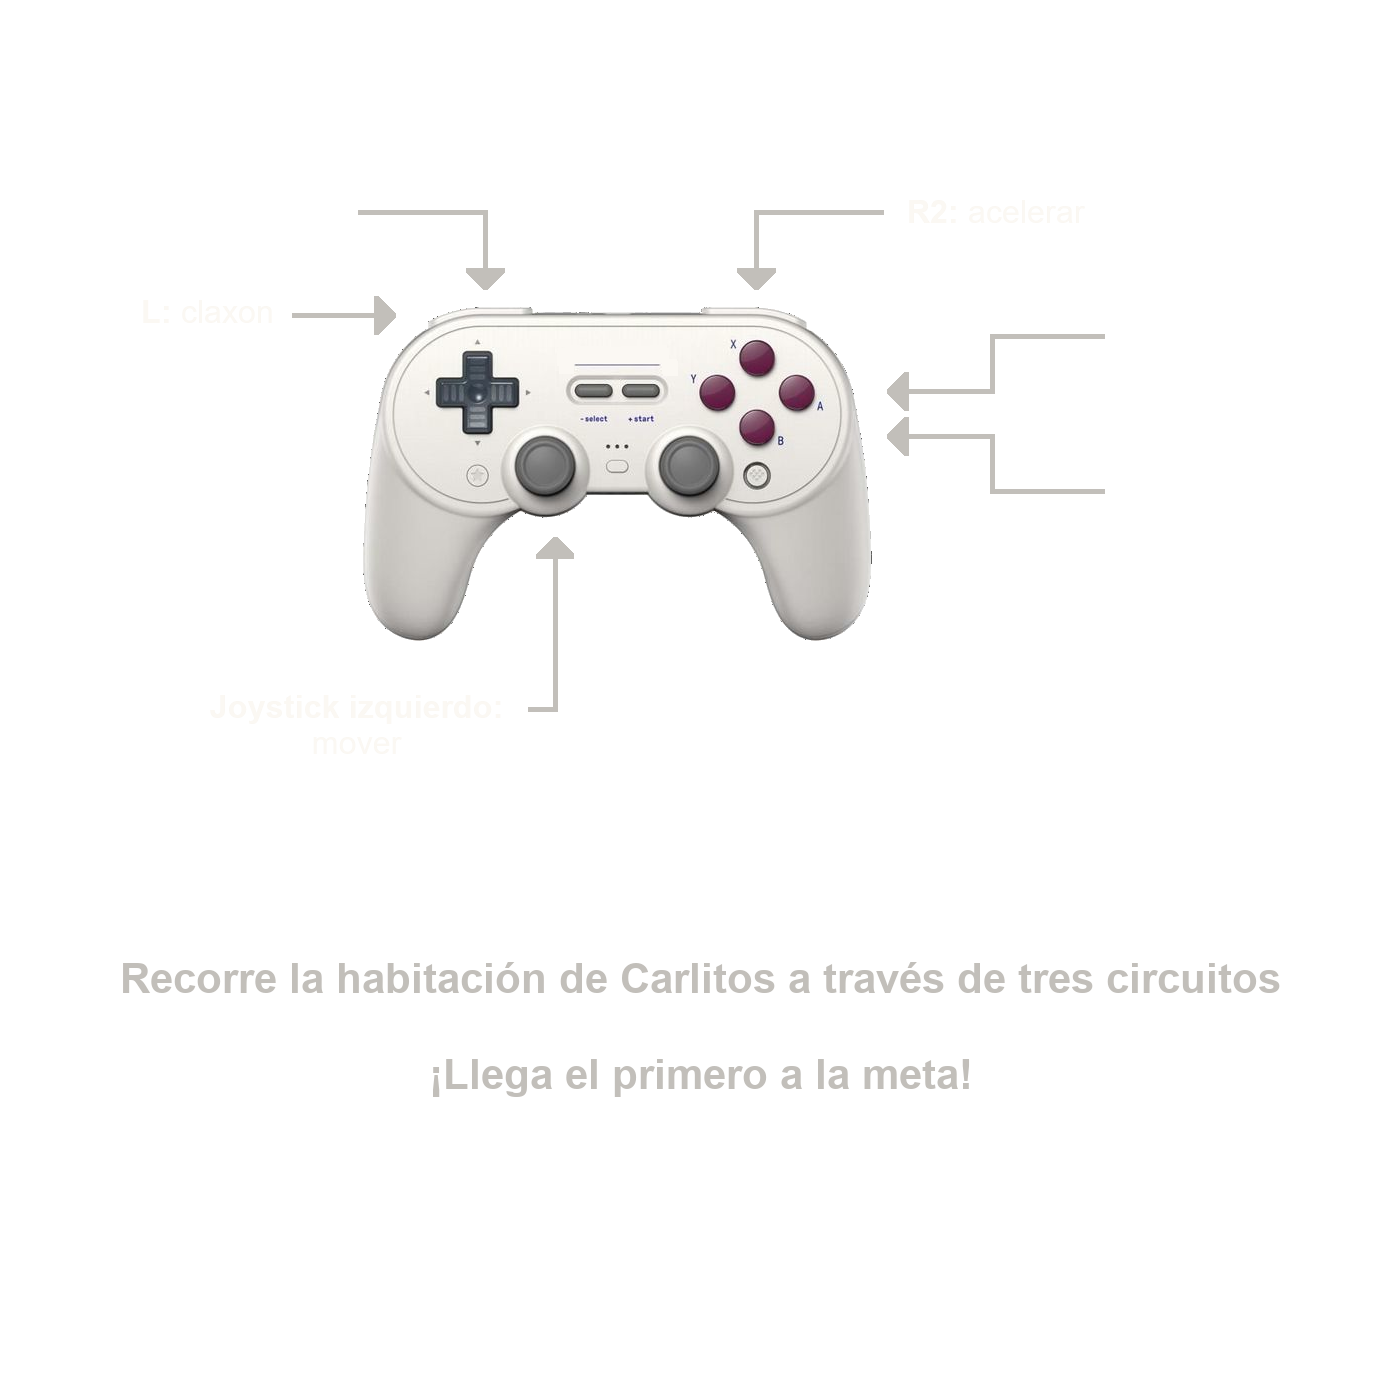 R2: acelerar
L: claxon
X
Y
A
B
-select
+start
Joystick izquierdo:
mover
Recorre la habitación de Carlitos a través de tres circuitos
¡Llega el primero a la meta!